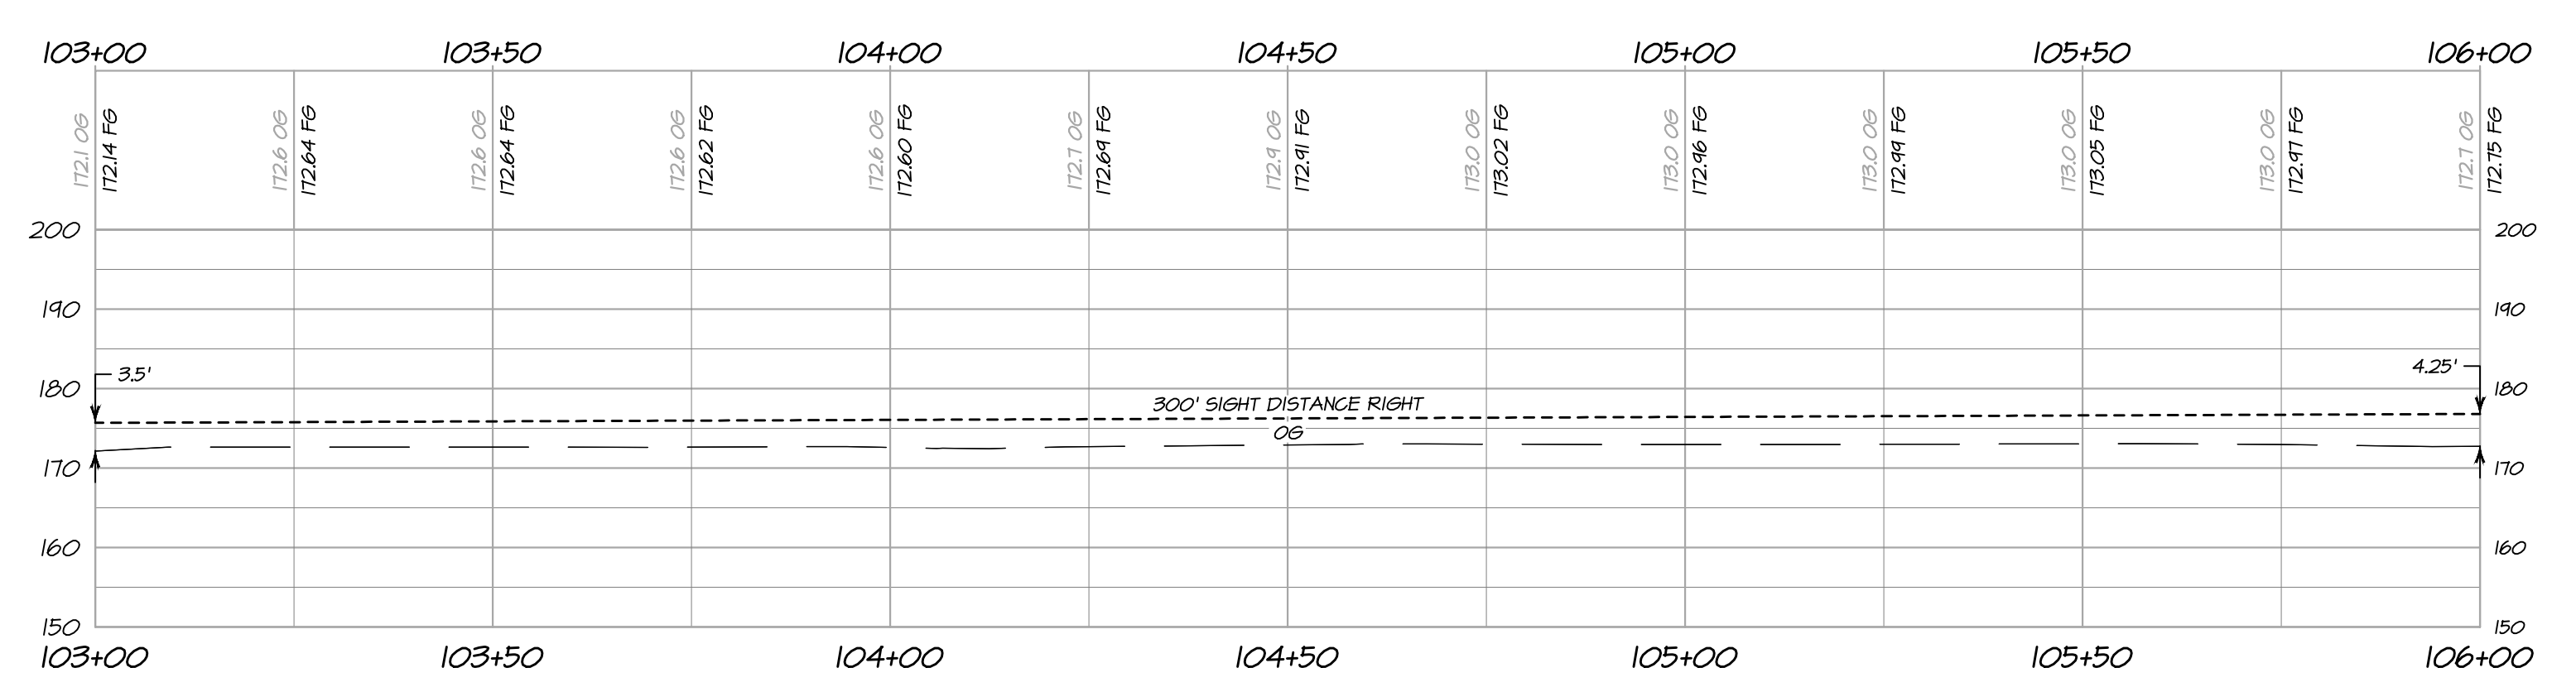 103+00 103+50 104+00 104+50 105+00 105+50 106+00
172.1 OG
172.14 FG
172.6 OG
172.64 FG
172.6 OG
172.64 FG
172.6 OG
172.62 FG
172.6 OG
172.60 FG
172.7 OG
172.69 FG
172.9 OG
172.91 FG
173.0 OG
173.02 FG
173.0 OG
172.96 FG
173.0 OG
172.99 FG
173.0 OG
173.05 FG
173.0 OG
172.97 FG
172.7 OG
172.75 FG
200 200
190 190
3.5' 4.25'
180 180
300' SIGHT DISTANCE RIGHT
OG
170 170
160 160
150 150
103+00 103+50 104+00 104+50 105+00 105+50 106+00